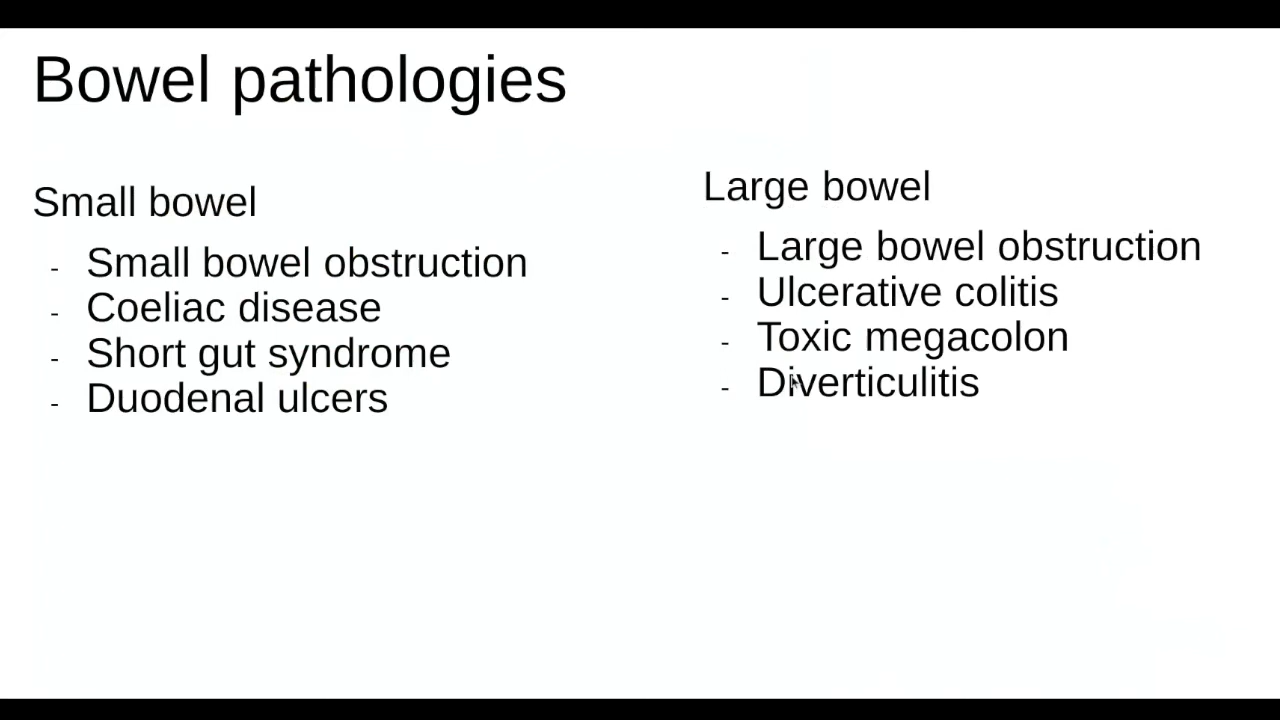 Bowel pathologies
Small bowel
- Small bowel obstruction
- Coeliac disease
- Short gut syndrome
- Duodenal ulcers
Large bowel
- Large bowel obstruction
- Ulcerative colitis
- Toxic megacolon
- Diverticulitis